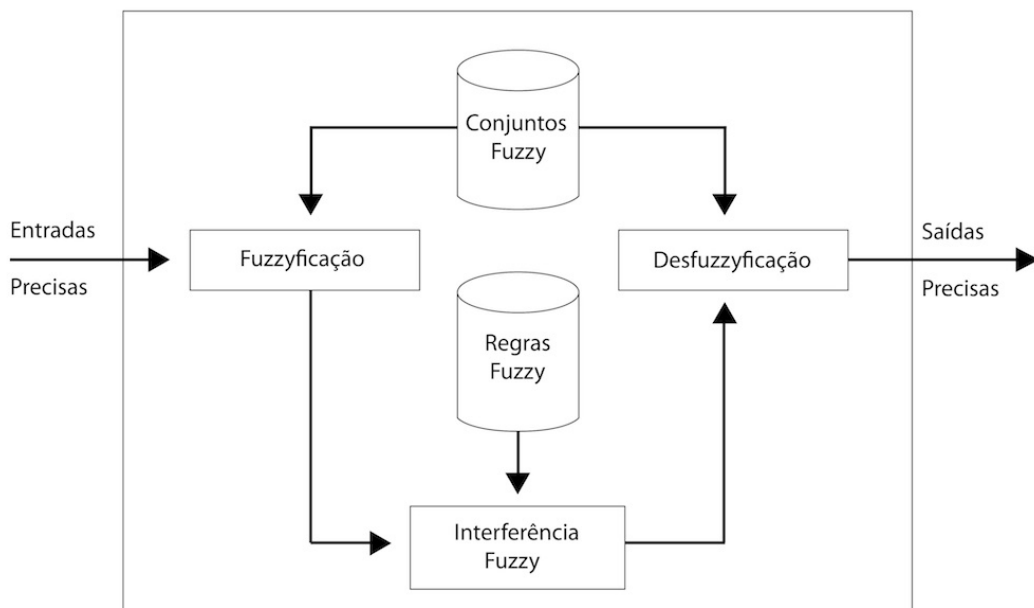 Conjuntos
Fuzzy
Entradas
Precisas
Fuzzyficação
Desfuzzyficação
Saídas
Precisas
Regras
Fuzzy
Interferência
Fuzzy